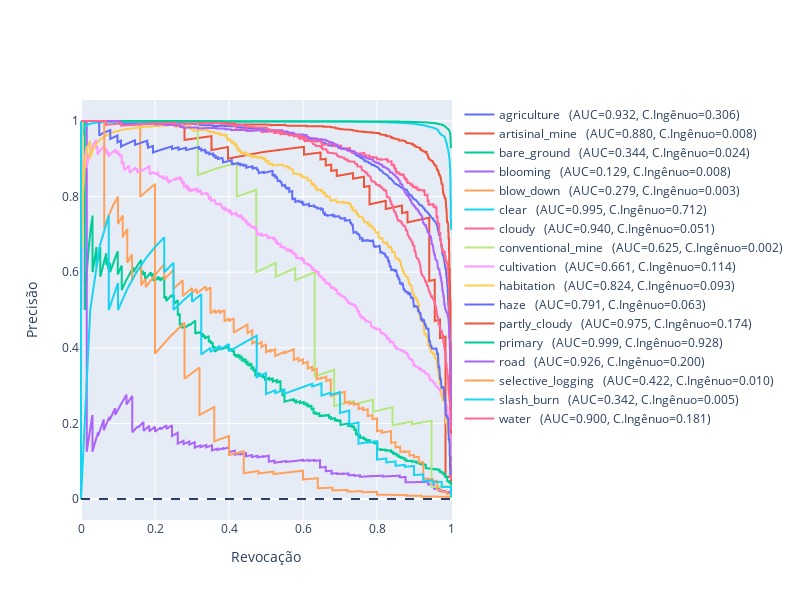 1
0.8
0.6
0.4
0.2
0
Precisão
0 0.2 0.4 0.6 0.8 1
Revocação
agriculture (AUC=0.932, C.Ingênuo=0.306)
artisinal_mine (AUC=0.880, C.Ingênuo=0.008)
bare_ground (AUC=0.344, C.Ingênuo=0.024)
blooming (AUC=0.129, C.Ingênuo=0.008)
blow_down (AUC=0.279, C.Ingênuo=0.003)
clear (AUC=0.995, C.Ingênuo=0.712)
cloudy (AUC=0.940, C.Ingênuo=0.051)
conventional_mine (AUC=0.625, C.Ingênuo=0.002)
cultivation (AUC=0.661, C.Ingênuo=0.114)
habitation (AUC=0.824, C.Ingênuo=0.093)
haze (AUC=0.791, C.Ingênuo=0.063)
partly_cloudy (AUC=0.975, C.Ingênuo=0.174)
primary (AUC=0.999, C.Ingênuo=0.928)
road (AUC=0.926, C.Ingênuo=0.200)
selective_logging (AUC=0.422, C.Ingênuo=0.010)
slash_burn (AUC=0.342, C.Ingênuo=0.005)
water (AUC=0.900, C.Ingênuo=0.181)